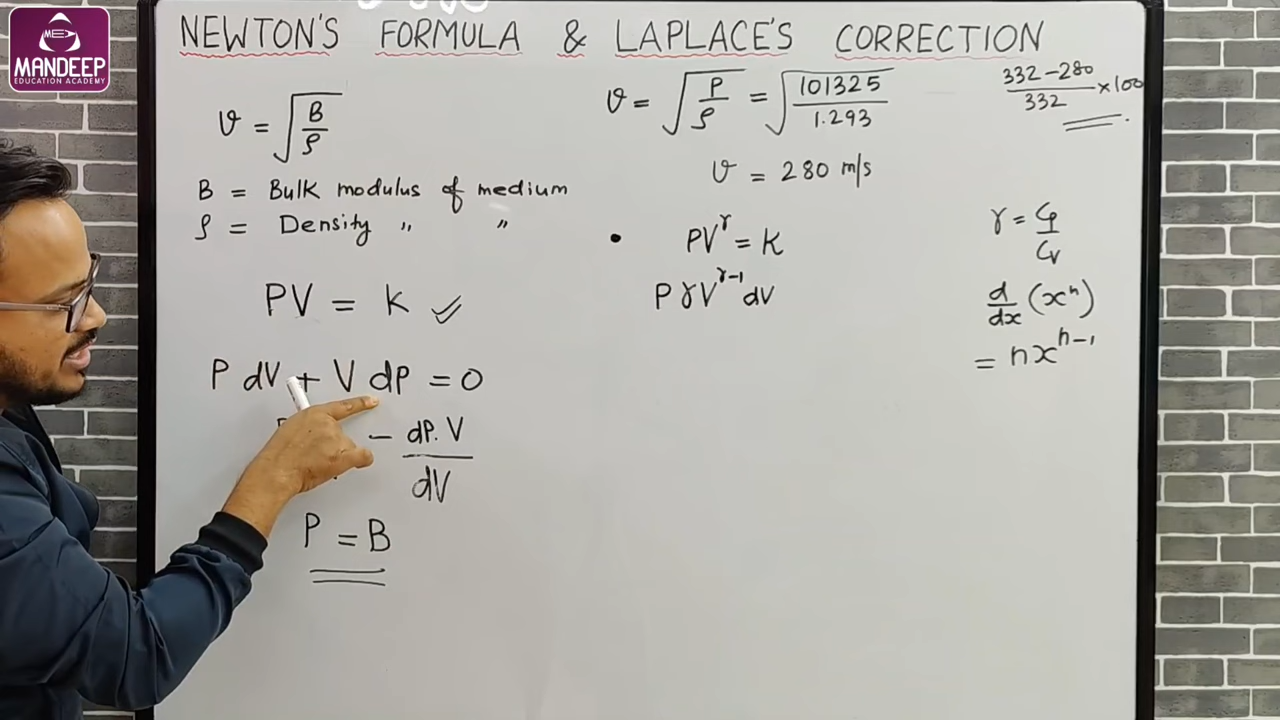 MEA
MANDEEP
EDUCATION ACADEMY
NEWTON'S FORMULA & LAPLACE'S CORRECTION
v = √(B/ρ)
B = Bulk modulus of medium
ρ = Density " "
PV = K ✓
P dV + V dP = 0
− dP.V/dV
P = B
v = √(P/ρ) = √(101325/1.293)
v = 280 m/s
• PV^γ = K
PγV^(γ-1) dV
(332-280)/332 × 100
γ = Cp/Cv
d/dx (x^n)
= nx^(n-1)